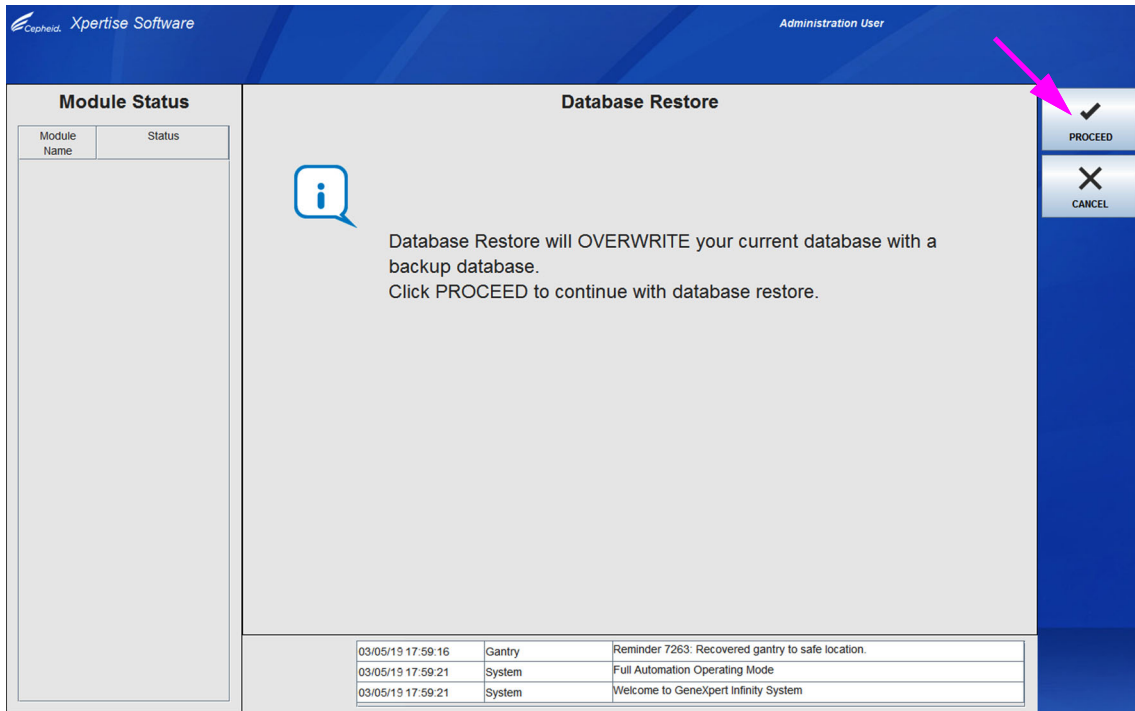 Cepheid. Xpertise Software
Administration User
Module Status
Module Name
Status
Database Restore
Database Restore will OVERWRITE your current database with a
backup database.
Click PROCEED to continue with database restore.
PROCEED
CANCEL
03/05/19 17:59:16 Gantry Reminder 7263: Recovered gantry to safe location.
03/05/19 17:59:21 System Full Automation Operating Mode
03/05/19 17:59:21 System Welcome to GeneXpert Infinity System